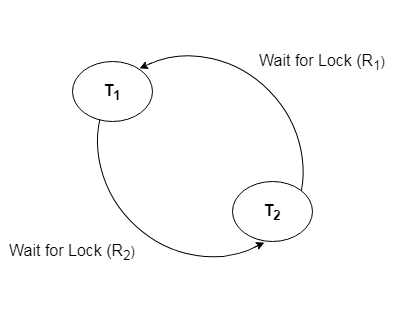 Wait for Lock (R₁)
T₁
T₂
Wait for Lock (R₂)